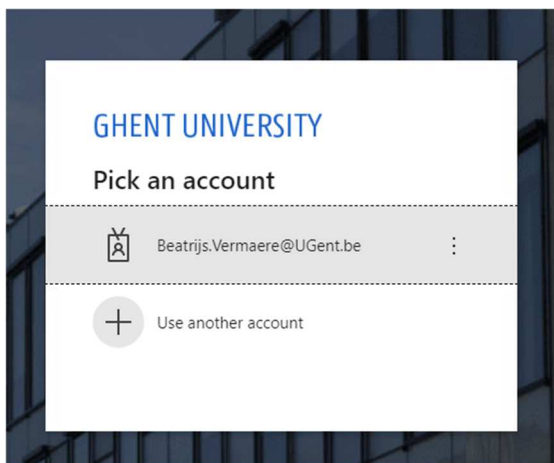 GHENT UNIVERSITY
Pick an account
Beatrijs.Vermaere@UGent.be
Use another account